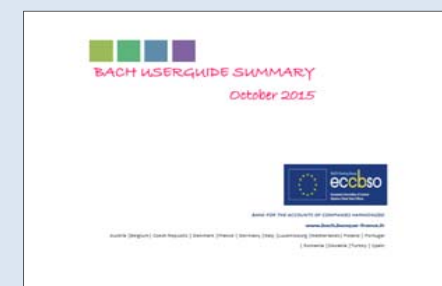 BACH USERGUIDE SUMMARY
October 2015
eccbso
BANK FOR THE ACCOUNTS OF COMPANIES HARMONIZED
www.bach.banque-france.fr
Austria |Belgium| Czech Republic | Denmark |France | Germany |Italy |Luxembourg |Netherlands| Poland | Portugal
| Romania |Slovakia |Turkey | Spain